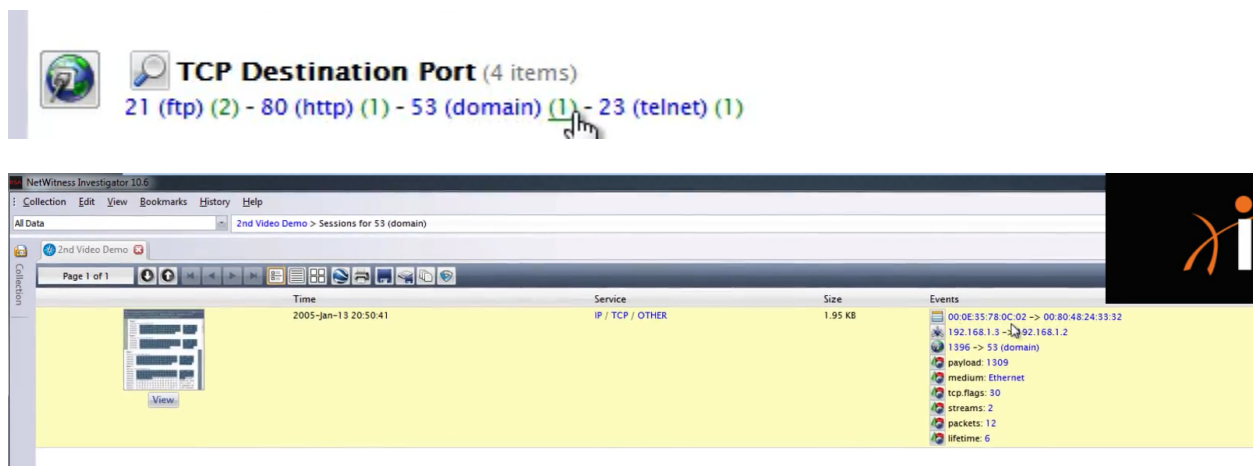 TCP Destination Port (4 items)
21 (ftp) (2) - 80 (http) (1) - 53 (domain) (1) - 23 (telnet) (1)
NetWitness Investigator 10.6
Collection Edit View Bookmarks History Help
All Data 2nd Video Demo > Sessions for 53 (domain)
2nd Video Demo
Collection
Page 1 of 1
Time Service Size Events
2005-Jan-13 20:50:41 IP / TCP / OTHER 1.95 KB 00:0E:35:78:0C:02 -> 00:80:48:24:33:32
192.168.1.3 -> 192.168.1.2
1396 -> 53 (domain)
payload: 1309
medium: Ethernet
tcp.flags: 30
streams: 2
packets: 12
lifetime: 6
View